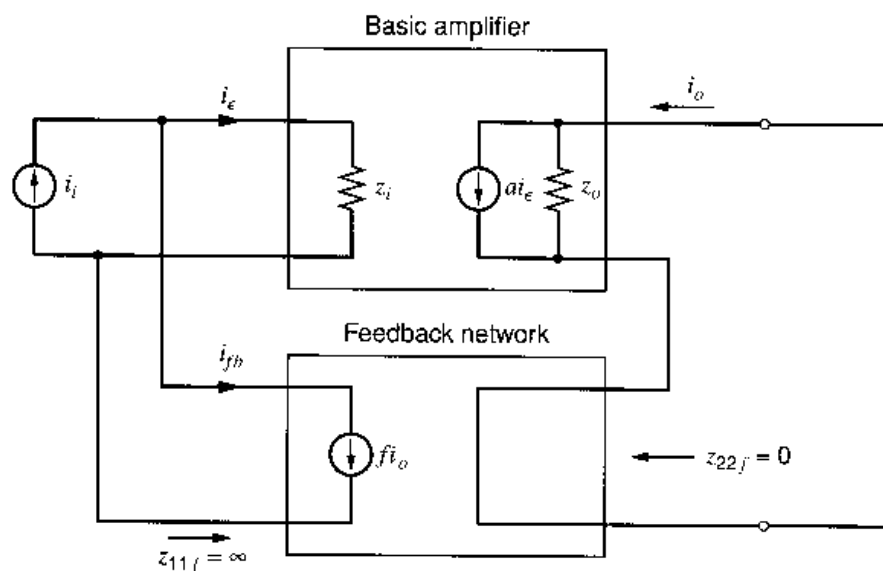 Basic amplifier
i_ϵ
i_o
i_i
z_i
ai_ϵ
z_o
Feedback network
i_fb
fi_o
z_22f = 0
z_11f = ∞